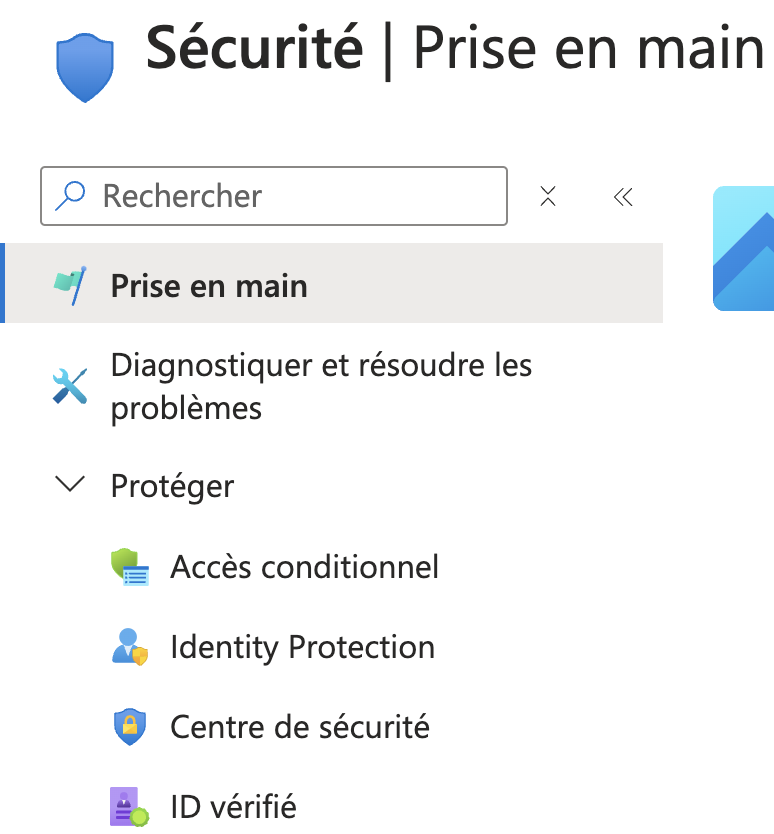 Sécurité | Prise en main
Rechercher
Prise en main
Diagnostiquer et résoudre les
problèmes
Protéger
Accès conditionnel
Identity Protection
Centre de sécurité
ID vérifié